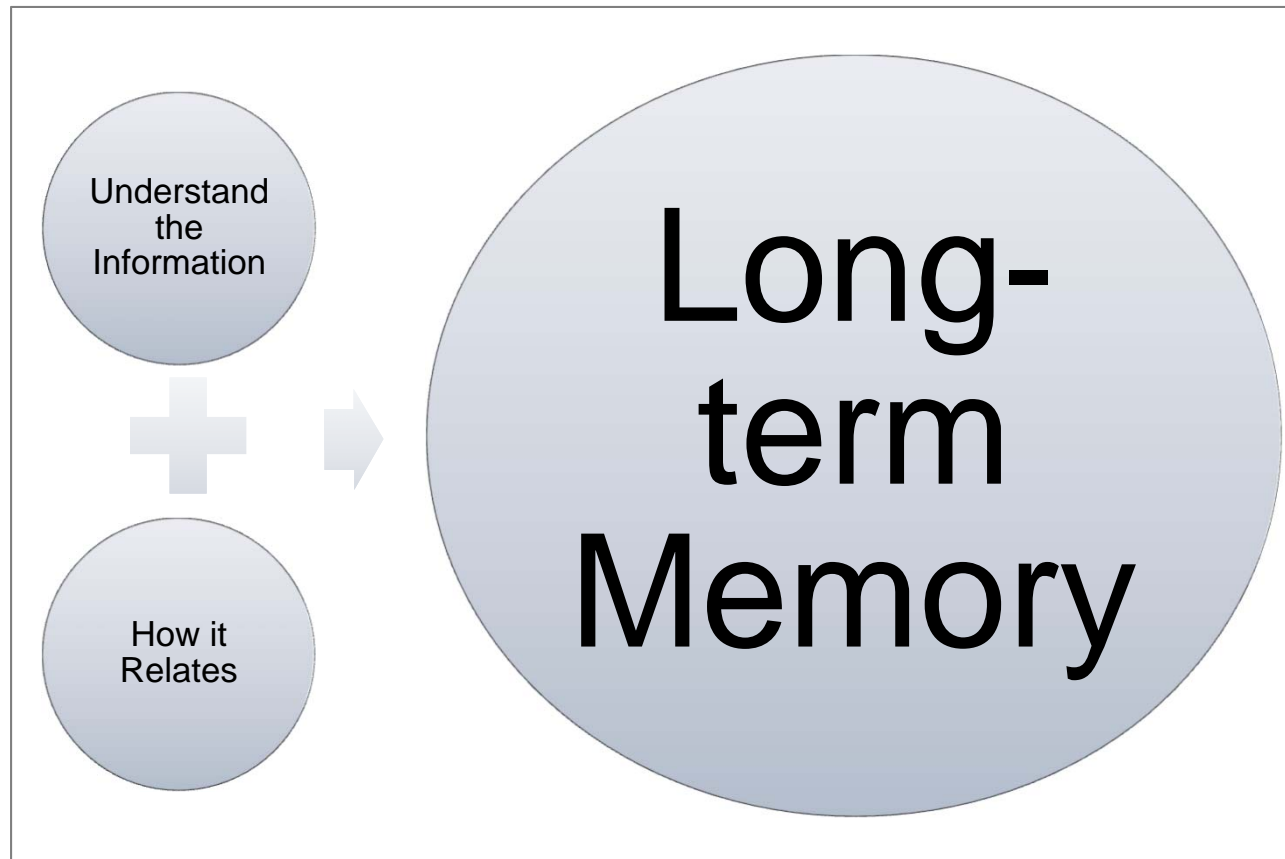 Understand
the
Information
How it
Relates
Long-
term
Memory